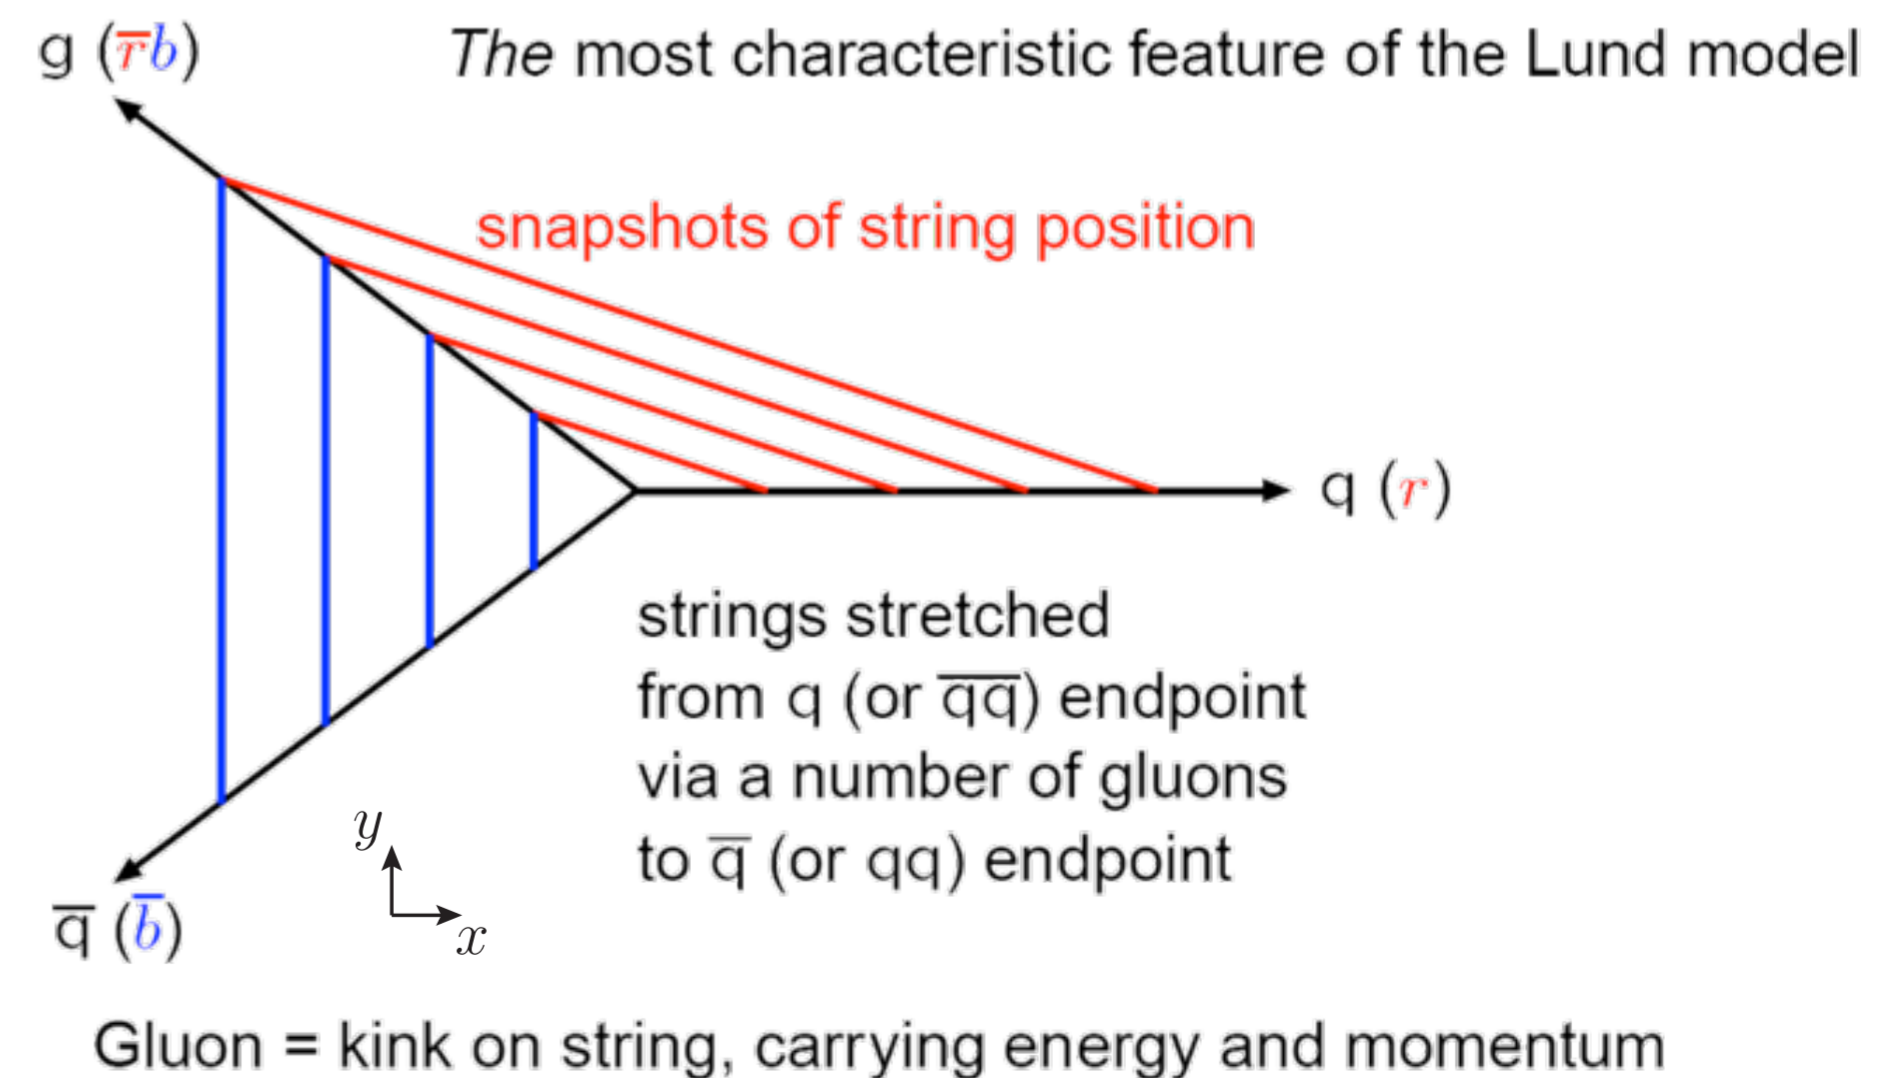 g (r̅b)
The most characteristic feature of the Lund model
snapshots of string position
q (r)
strings stretched
from q (or q̅q̅) endpoint
via a number of gluons
to q̅ (or qq) endpoint
y
x
q̅ (b̅)
Gluon = kink on string, carrying energy and momentum